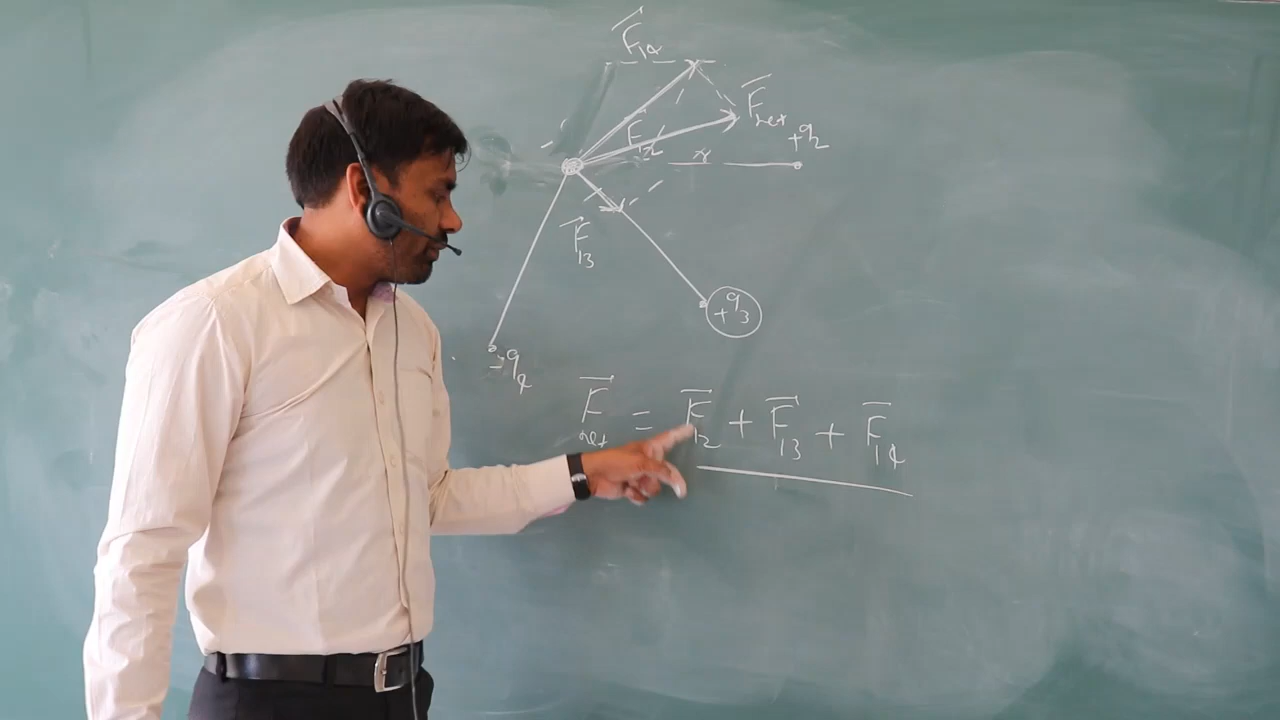 F₁₄
F_net
+q₂
F₁₂
r
F₁₃
+q₃
-q₄
F_net = F₁₂ + F₁₃ + F₁₄